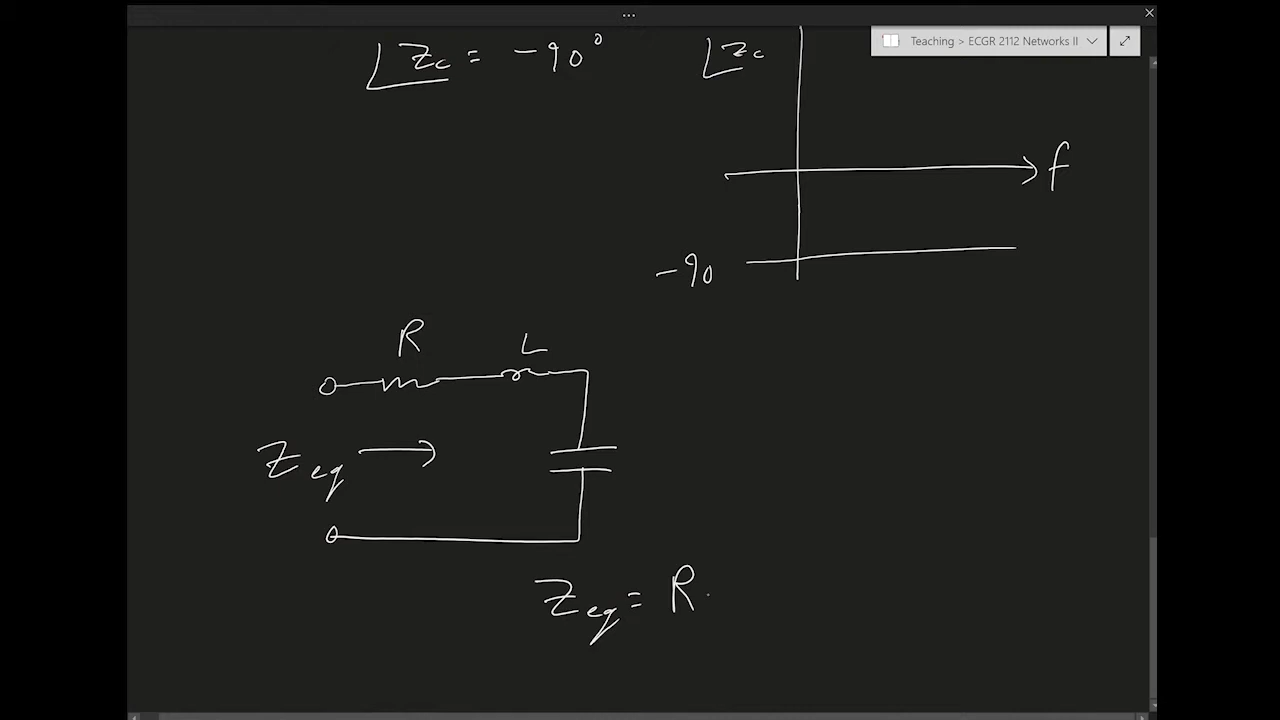 Teaching > ECGR 2112 Networks II
∠Zc = -90°
∠Zc
f
-90
R
L
Zeq
Zeq = R